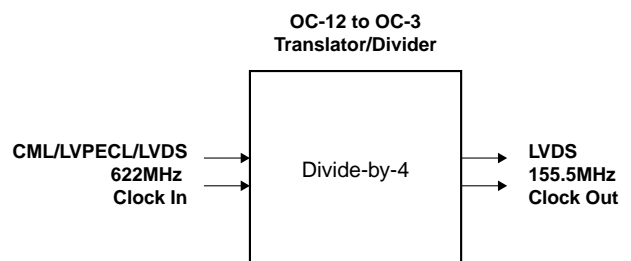 OC-12 to OC-3
Translator/Divider
CML/LVPECL/LVDS
622MHz
Clock In
Divide-by-4
LVDS
155.5MHz
Clock Out